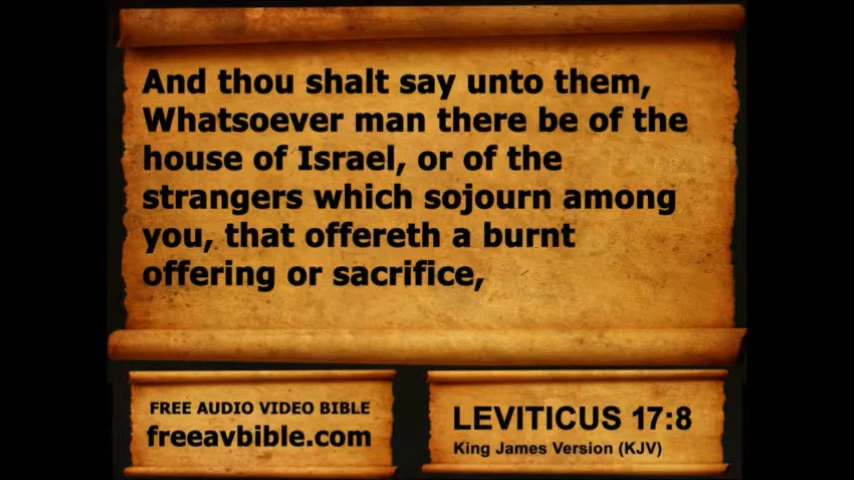 And thou shalt say unto them,
Whatsoever man there be of the
house of Israel, or of the
strangers which sojourn among
you, that offereth a burnt
offering or sacrifice,
FREE AUDIO VIDEO BIBLE
freeavbible.com
LEVITICUS 17:8
King James Version (KJV)